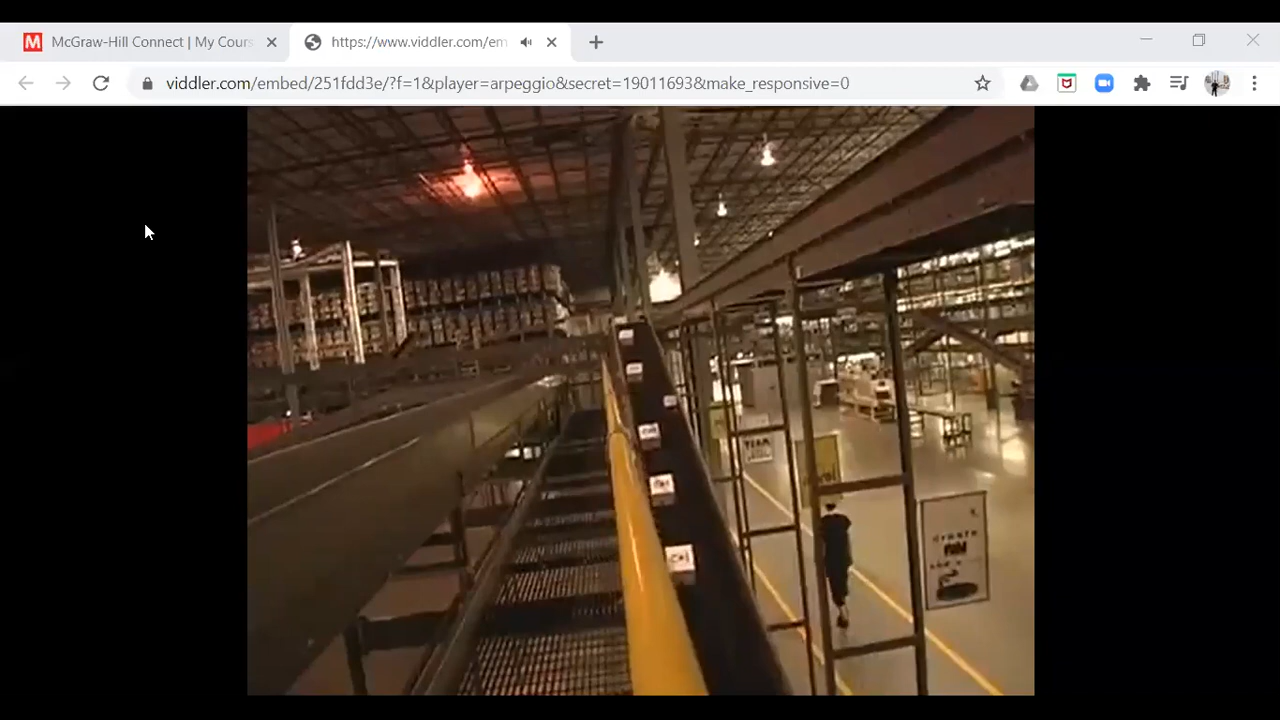 McGraw-Hill Connect | My Cours
https://www.viddler.com/em
viddler.com/embed/251fdd3e/?f=1&player=arpeggio&secret=19011693&make_responsive=0
TEAM